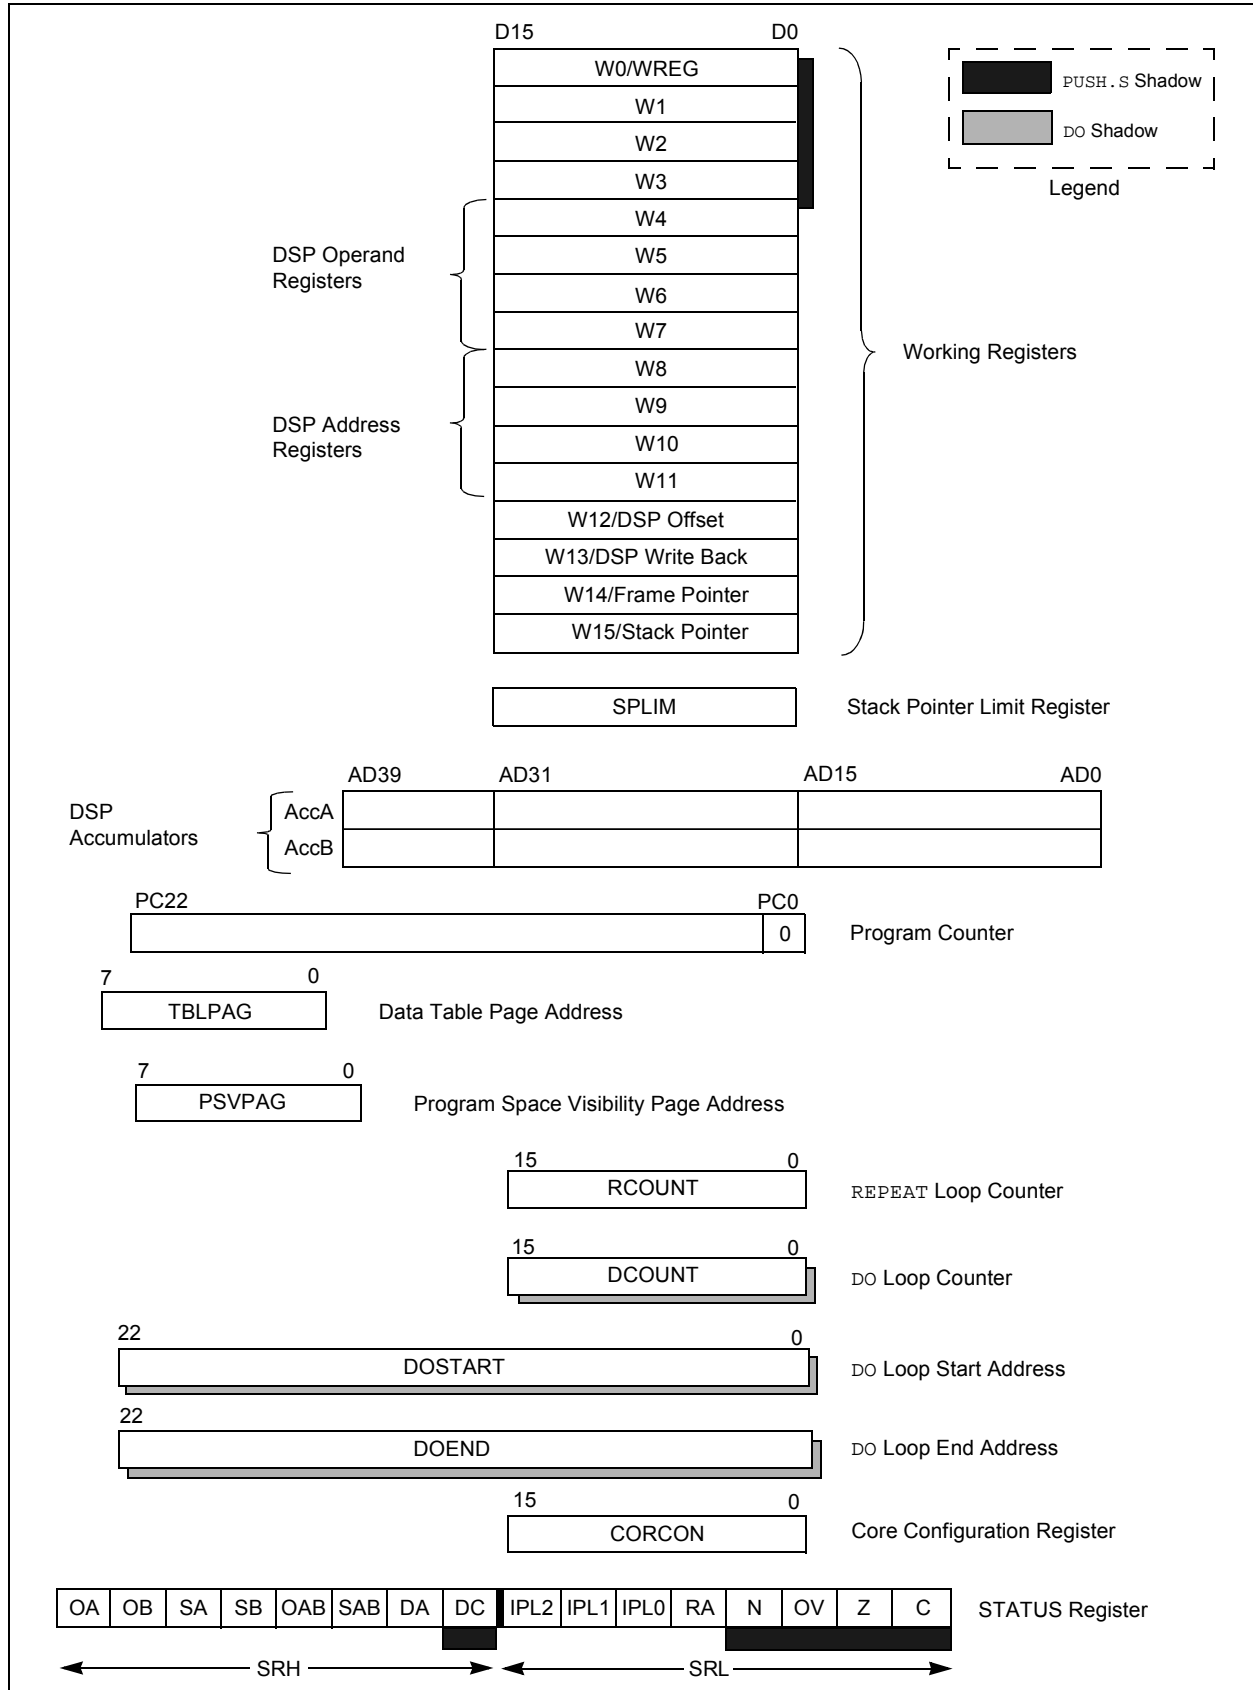 D15 D0
W0/WREG
W1
W2
W3
W4
W5
W6
W7
W8
W9
W10
W11
W12/DSP Offset
W13/DSP Write Back
W14/Frame Pointer
W15/Stack Pointer
PUSH.S Shadow
DO Shadow
Legend
DSP Operand
Registers
DSP Address
Registers
Working Registers
SPLIM Stack Pointer Limit Register
AD39 AD31 AD15 AD0
DSP
Accumulators
AccA
AccB
PC22 PC0
0 Program Counter
7 0
TBLPAG Data Table Page Address
7 0
PSVPAG Program Space Visibility Page Address
15 0
RCOUNT REPEAT Loop Counter
15 0
DCOUNT DO Loop Counter
22 0
DOSTART DO Loop Start Address
22
DOEND DO Loop End Address
15 0
CORCON Core Configuration Register
OA OB SA SB OAB SAB DA DC IPL2 IPL1 IPL0 RA N OV Z C STATUS Register
SRH SRL